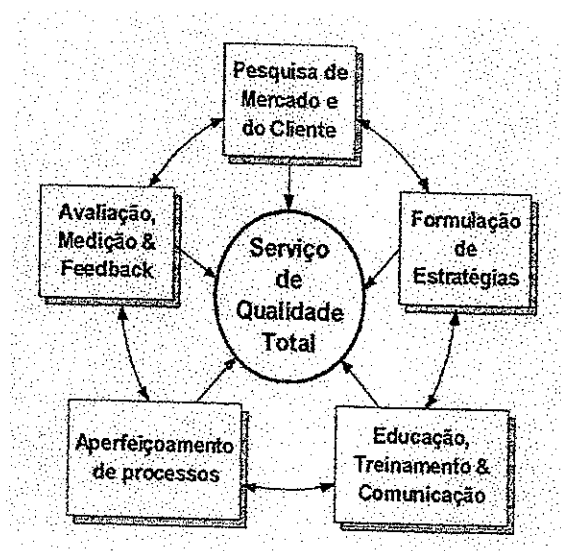 Pesquisa de
Mercado e
do Cliente
Avaliação,
Medição &
Feedback
Formulação
de
Estratégias
Serviço
de
Qualidade
Total
Aperfeiçoamento
de processos
Educação,
Treinamento &
Comunicação